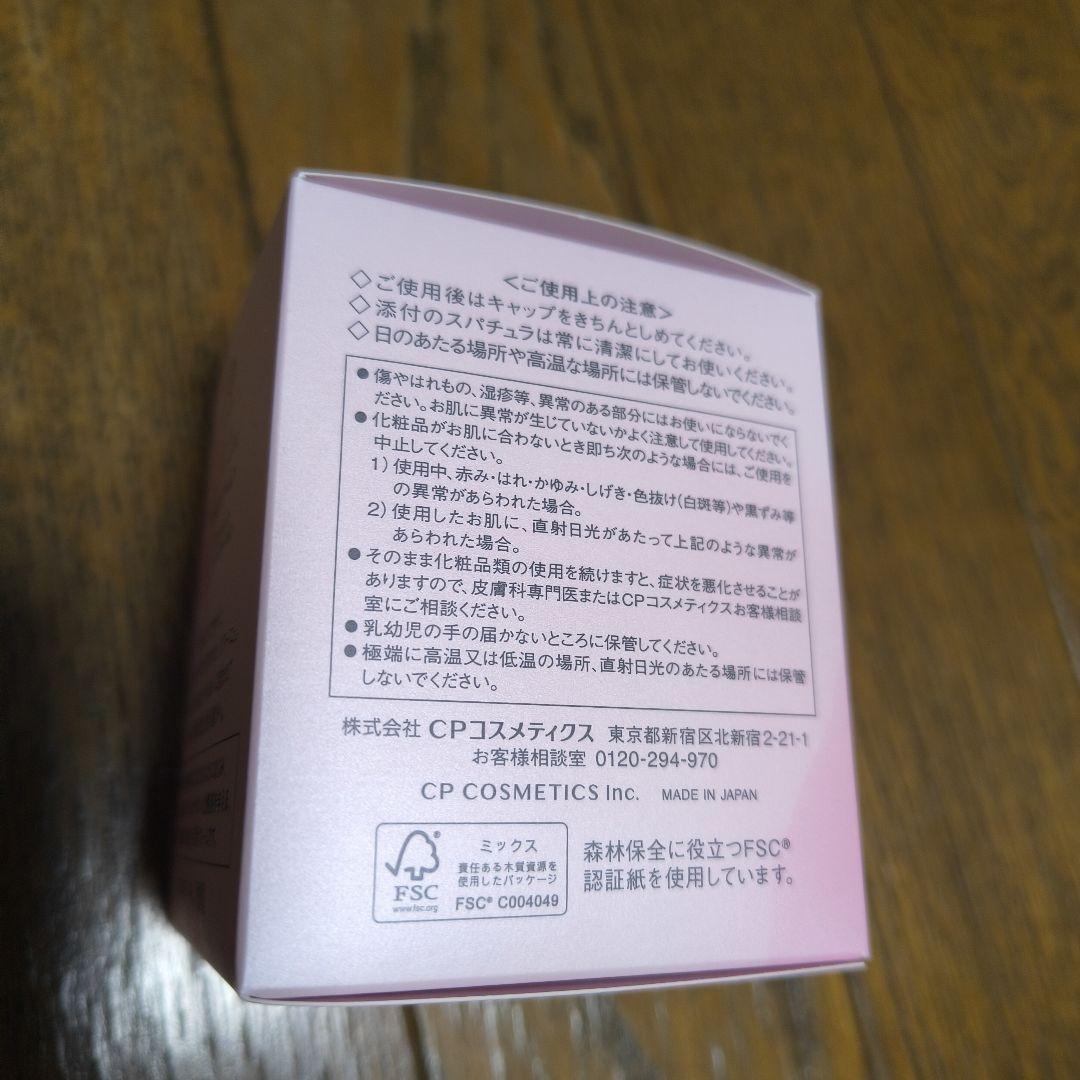 <ご使用上の注意>
◇ご使用後はキャップをきちんとしめてください。
◇添付のスパチュラは常に清潔にしてお使いください。
◇日のあたる場所や高温な場所には保管しないでください。
●傷やはれもの、湿疹等、異常のある部分にはお使いにならないでく
ださい。お肌に異常が生じていないかよく注意して使用してください。
●化粧品がお肌に合わないとき即ち次のような場合には、ご使用を
中止してください。
1)使用中、赤み・はれ・かゆみ・しげき・色抜け(白斑等)や黒ずみ等
の異常があらわれた場合。
2)使用したお肌に、直射日光があたって上記のような異常が
あらわれた場合。
●そのまま化粧品類の使用を続けますと、症状を悪化させることが
ありますので、皮膚科専門医またはCPコスメティクスお客様相談
室にご相談ください。
●乳幼児の手の届かないところに保管してください。
●極端に高温又は低温の場所、直射日光のあたる場所には保管
しないでください。
株式会社 CPコスメティクス 東京都新宿区北新宿2-21-1
お客様相談室 0120-294-970
CP COSMETICS Inc. MADE IN JAPAN
FSC
www.fsc.org
ミックス
責任ある木質資源を
使用したパッケージ
FSC® C004049
森林保全に役立つFSC®
認証紙を使用しています。